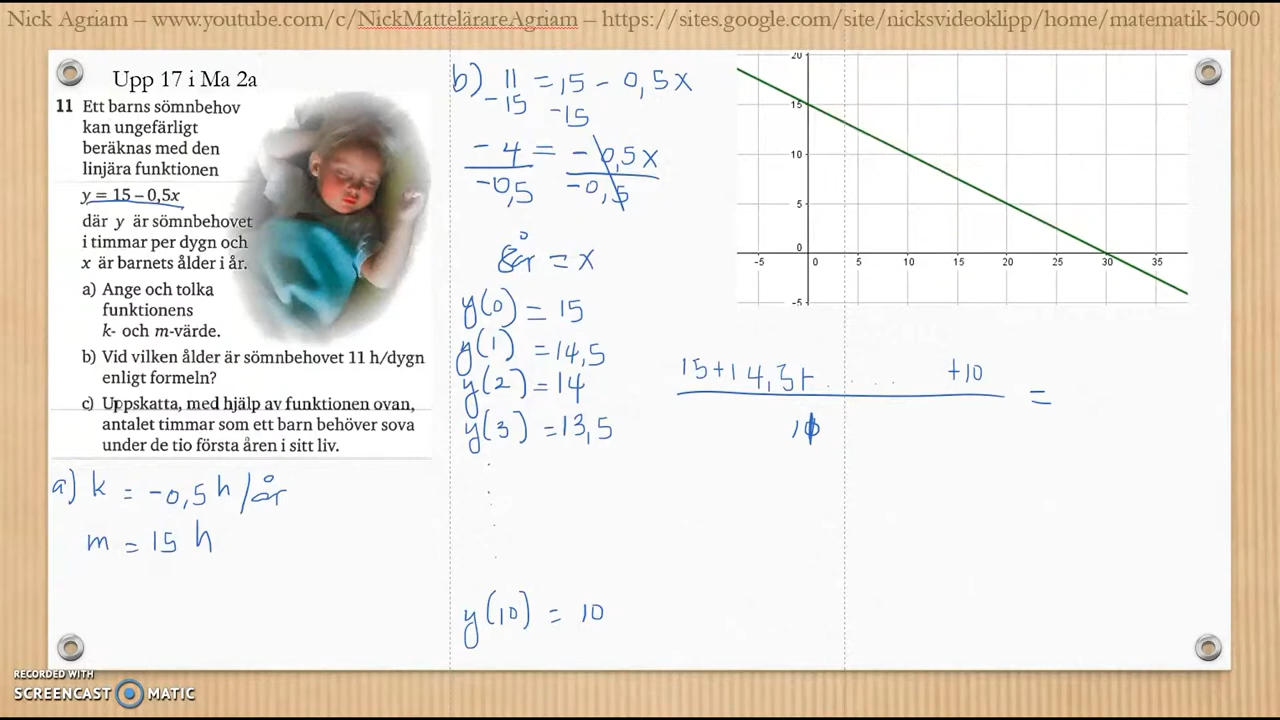 Nick Agriam – www.youtube.com/c/NickMattelärareAgriam – https://sites.google.com/site/nicksvideoklipp/home/matematik-5000
Upp 17 i Ma 2a
11 Ett barns sömnbehov
kan ungefärligt
beräknas med den
linjära funktionen
y = 15 – 0,5x
där y är sömnbehovet
i timmar per dygn och
x är barnets ålder i år.
a) Ange och tolka
funktionens
k- och m-värde.
b) Vid vilken ålder är sömnbehovet 11 h/dygn
enligt formeln?
c) Uppskatta, med hjälp av funktionen ovan,
antalet timmar som ett barn behöver sova
under de tio första åren i sitt liv.
a) k = -0,5 h/år
m = 15 h
b) 11 = 15 - 0,5x
-15 -15
-4 = -0,5x
-0,5 -0,5
8år = x
y(0) = 15
y(1) = 14,5
y(2) = 14
y(3) = 13,5
.
.
.
.
y(10) = 10
20
15
10
5
0
-5 0 5 10 15 20 25 30 35
-5
15+14,5+ . . . . . +10 =
RECORDED WITH
SCREENCAST MATIC